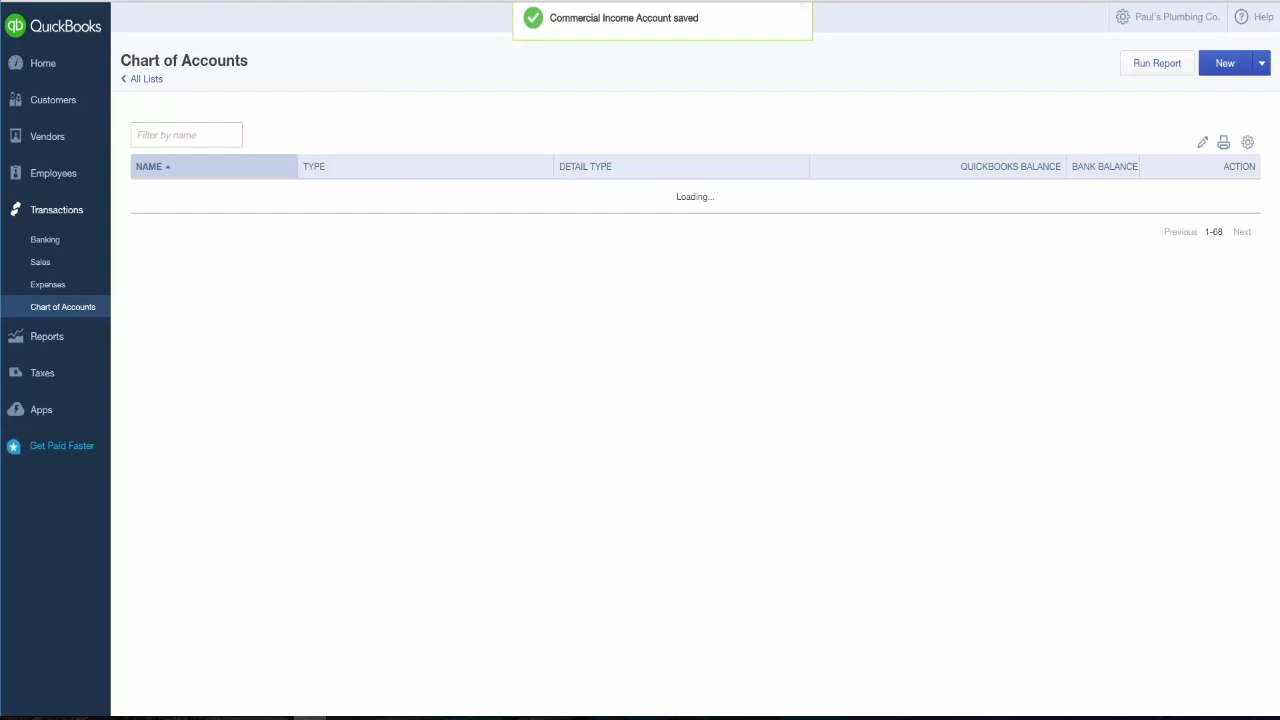 qb QuickBooks
Commercial Income Account saved
Paul's Plumbing Co.
Help
Home
Customers
Vendors
Employees
Transactions
Banking
Sales
Expenses
Chart of Accounts
Reports
Taxes
Apps
Get Paid Faster
Chart of Accounts
All Lists
Run Report
New
Filter by name
NAME TYPE DETAIL TYPE QUICKBOOKS BALANCE BANK BALANCE ACTION
Loading...
Previous 1-68 Next